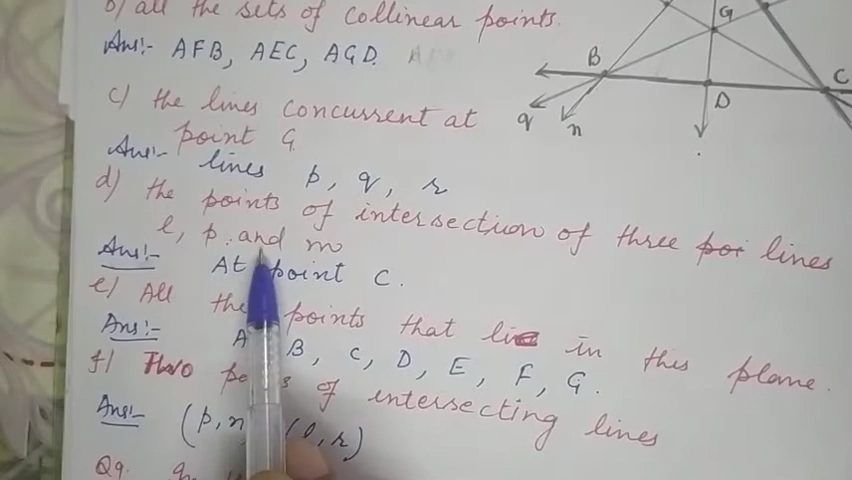 b) all the sets of collinear points.
Ans:- AFB, AEC, AGD.
c) the lines concurrent at
point G
Ans:- lines p, q, r
d) the points of intersection of three lines
l, p and m
Ans:- At point C.
e) All the points that lie in this plane.
Ans:- A B, C, D, E, F, G.
f) Two of intersecting lines
Ans:- (p, n (l, r)
Q9.
G
B
C
D
q
n